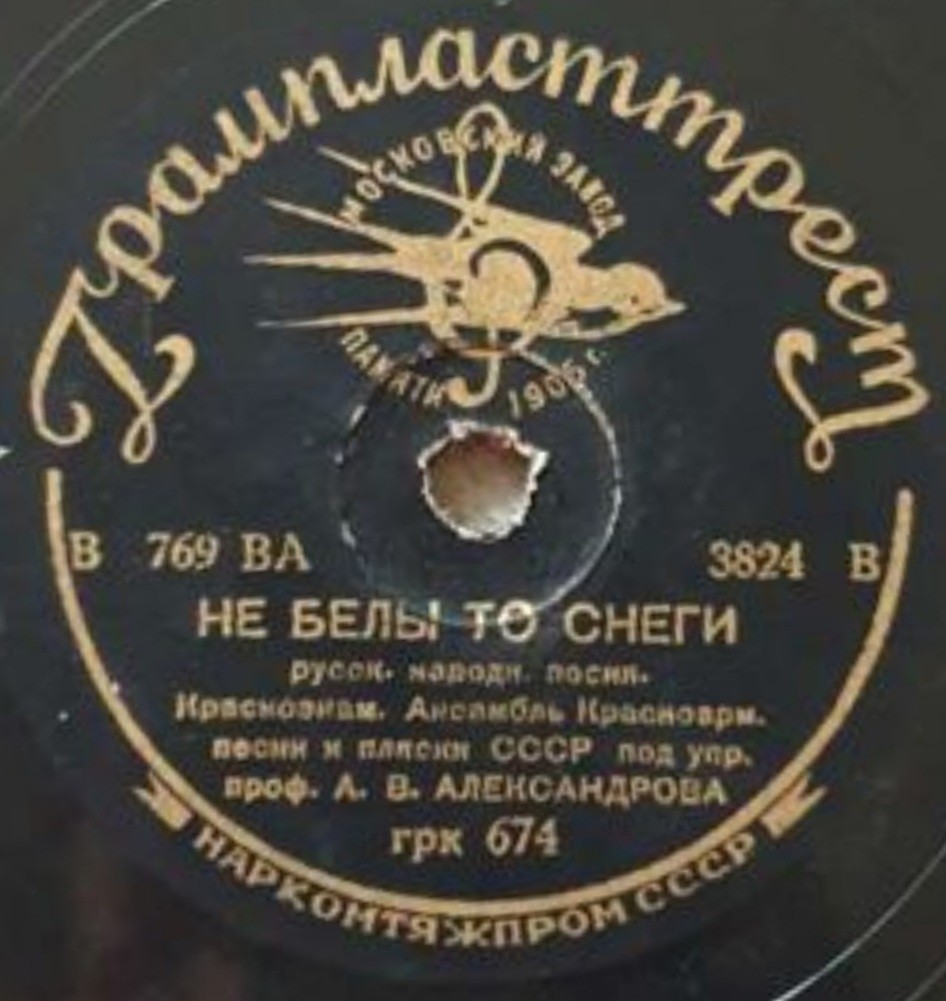 Грампласттрест
МОСКОВСКИЙ ЗАВОД
ПАМЯТИ 1905 г.
В 769 ВА 3824 В
НЕ БЕЛЫ ТО СНЕГИ
русск. народн. песня.
Краснознам. Ансамбль Красноарм.
песни и пляски СССР под упр.
проф. А. В. АЛЕКСАНДРОВА
грк 674
НАРКОМТЯЖПРОМ СССР